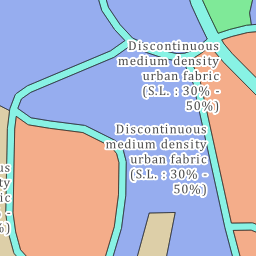 Discontinuous
medium density
urban fabric
(S.L. : 30% -
50%)
Discontinuous
medium density
urban fabric
(S.L. : 30% -
50%)